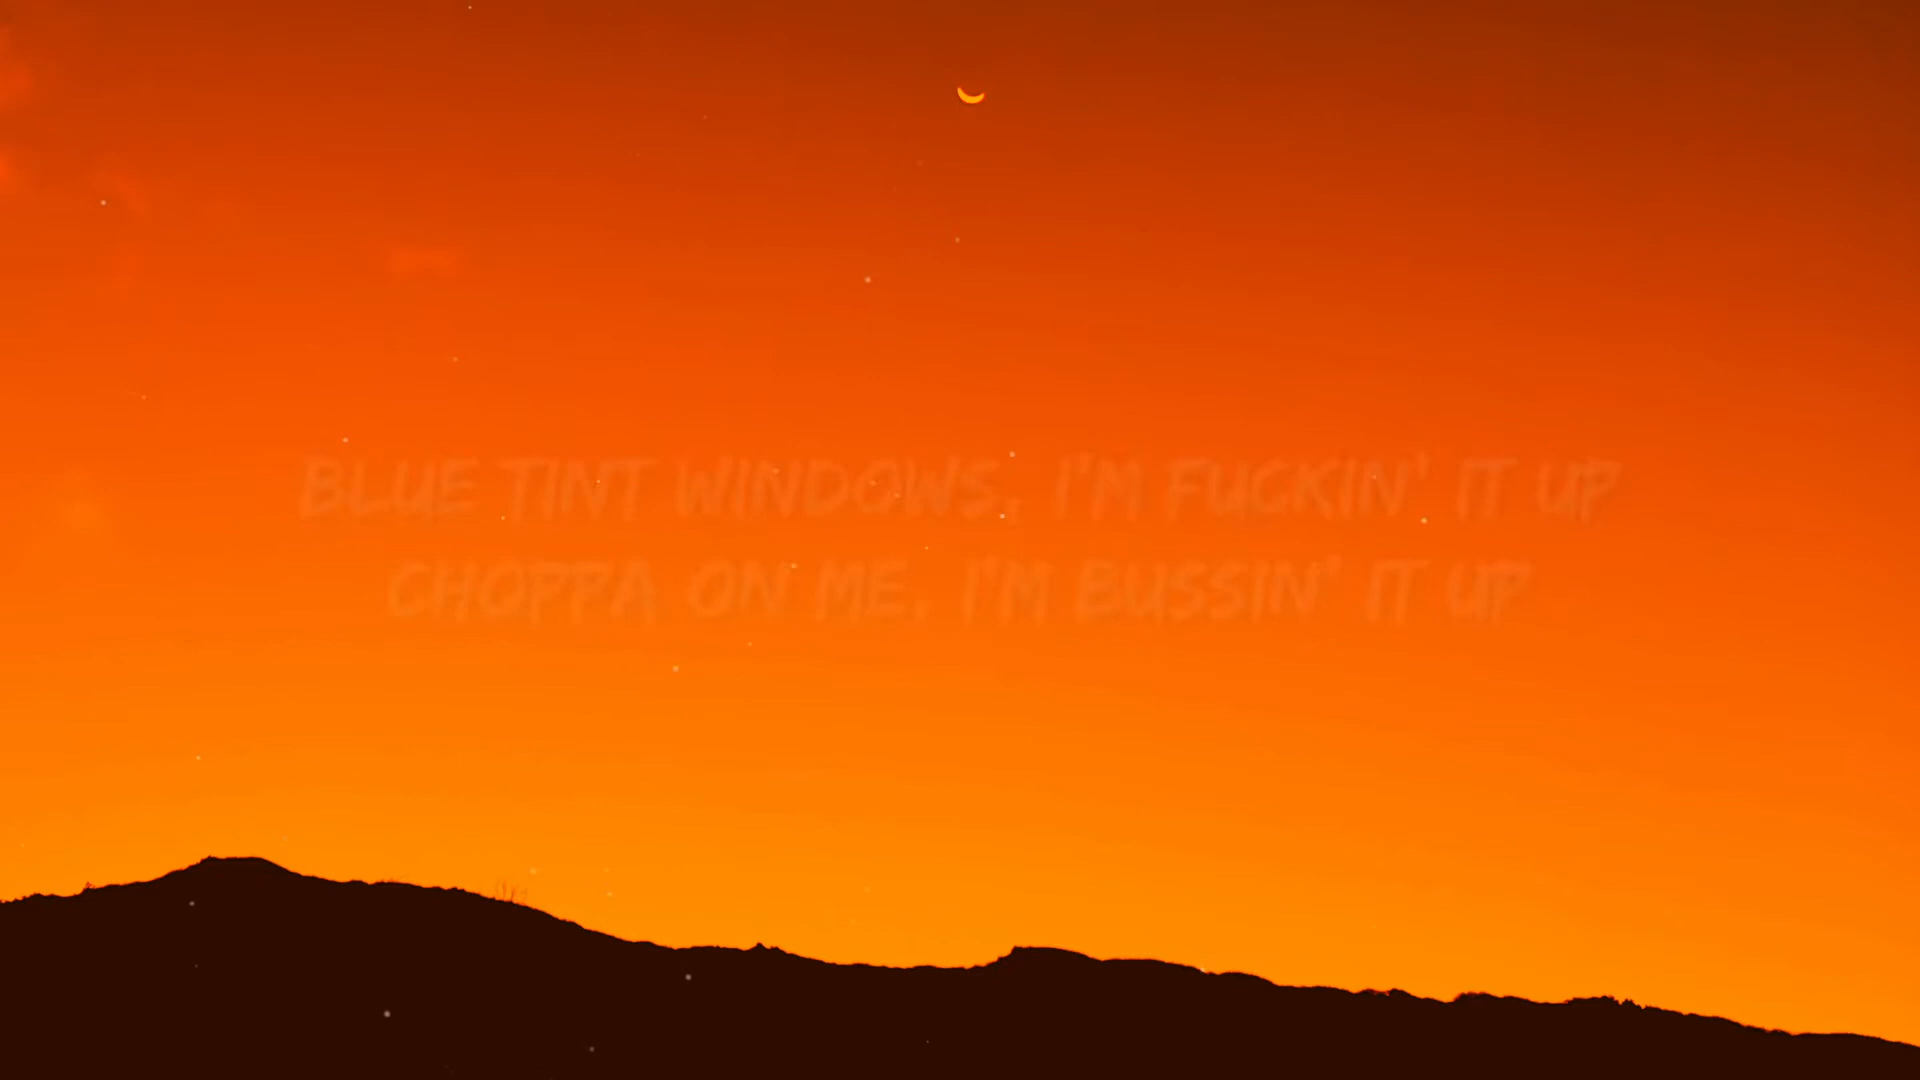 BLUE TINT WINDOWS, I'M FUCKIN' IT UP
CHOPPA ON ME, I'M BUSSIN' IT UP